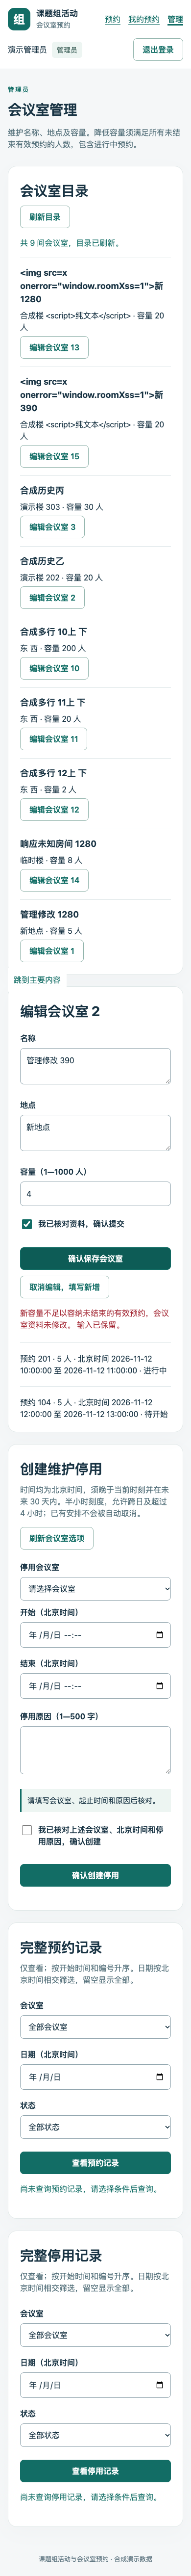 组
课题组活动
会议室预约
预约
我的预约
管理
演示管理员
管理员
退出登录
管理员
会议室管理
维护名称、地点及容量。降低容量须满足所有未结
束有效预约的人数，包含进行中预约。
会议室目录
刷新目录
共 9 间会议室，目录已刷新。
<img src=x
onerror="window.roomXss=1">新
1280
合成楼 <script>纯文本</script> · 容量 20
人
编辑会议室 13
<img src=x
onerror="window.roomXss=1">新
390
合成楼 <script>纯文本</script> · 容量 20
人
编辑会议室 15
合成历史丙
演示楼 303 · 容量 30 人
编辑会议室 3
合成历史乙
演示楼 202 · 容量 20 人
编辑会议室 2
合成多行 10上 下
东 西 · 容量 200 人
编辑会议室 10
合成多行 11上 下
东 西 · 容量 20 人
编辑会议室 11
合成多行 12上 下
东 西 · 容量 2 人
编辑会议室 12
响应未知房间 1280
临时楼 · 容量 8 人
编辑会议室 14
管理修改 1280
新地点 · 容量 5 人
编辑会议室 1
跳到主要内容
编辑会议室 2
名称
管理修改 390
地点
新地点
容量（1—1000 人）
4
我已核对资料，确认提交
确认保存会议室
取消编辑，填写新增
新容量不足以容纳未结束的有效预约，会议
室资料未修改。 输入已保留。
预约 201 · 5 人 · 北京时间 2026-11-12
10:00:00 至 2026-11-12 11:00:00 · 进行中
预约 104 · 5 人 · 北京时间 2026-11-12
12:00:00 至 2026-11-12 13:00:00 · 待开始
创建维护停用
时间均为北京时间，须晚于当前时刻并在未
来 30 天内。半小时刻度，允许跨日及超过
4 小时；已有安排不会被自动取消。
刷新会议室选项
停用会议室
请选择会议室
开始（北京时间）
年 /月/日 --:--
结束（北京时间）
年 /月/日 --:--
停用原因（1—500 字）
请填写会议室、起止时间和原因后核对。
我已核对上述会议室、北京时间和停
用原因，确认创建
确认创建停用
完整预约记录
仅查看；按开始时间和编号升序。日期按北
京时间相交筛选，留空显示全部。
会议室
全部会议室
日期（北京时间）
年 /月/日
状态
全部状态
查看预约记录
尚未查询预约记录，请选择条件后查询。
完整停用记录
仅查看；按开始时间和编号升序。日期按北
京时间相交筛选，留空显示全部。
会议室
全部会议室
日期（北京时间）
年 /月/日
状态
全部状态
查看停用记录
尚未查询停用记录，请选择条件后查询。
课题组活动与会议室预约 · 合成演示数据